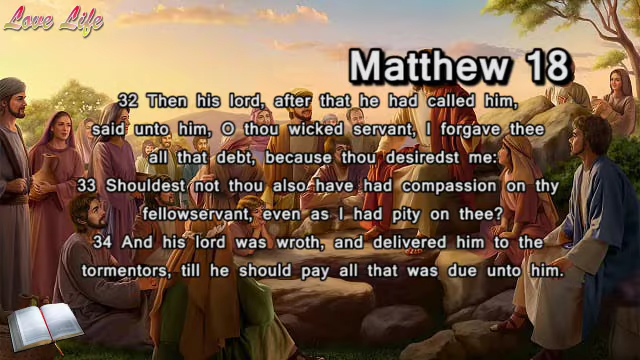 Love Life
Matthew 18
32 Then his lord, after that he had called him,
said unto him, O thou wicked servant, I forgave thee
all that debt, because thou desiredst me:
33 Shouldest not thou also have had compassion on thy
fellowservant, even as I had pity on thee?
34 And his lord was wroth, and delivered him to the
tormentors, till he should pay all that was due unto him.